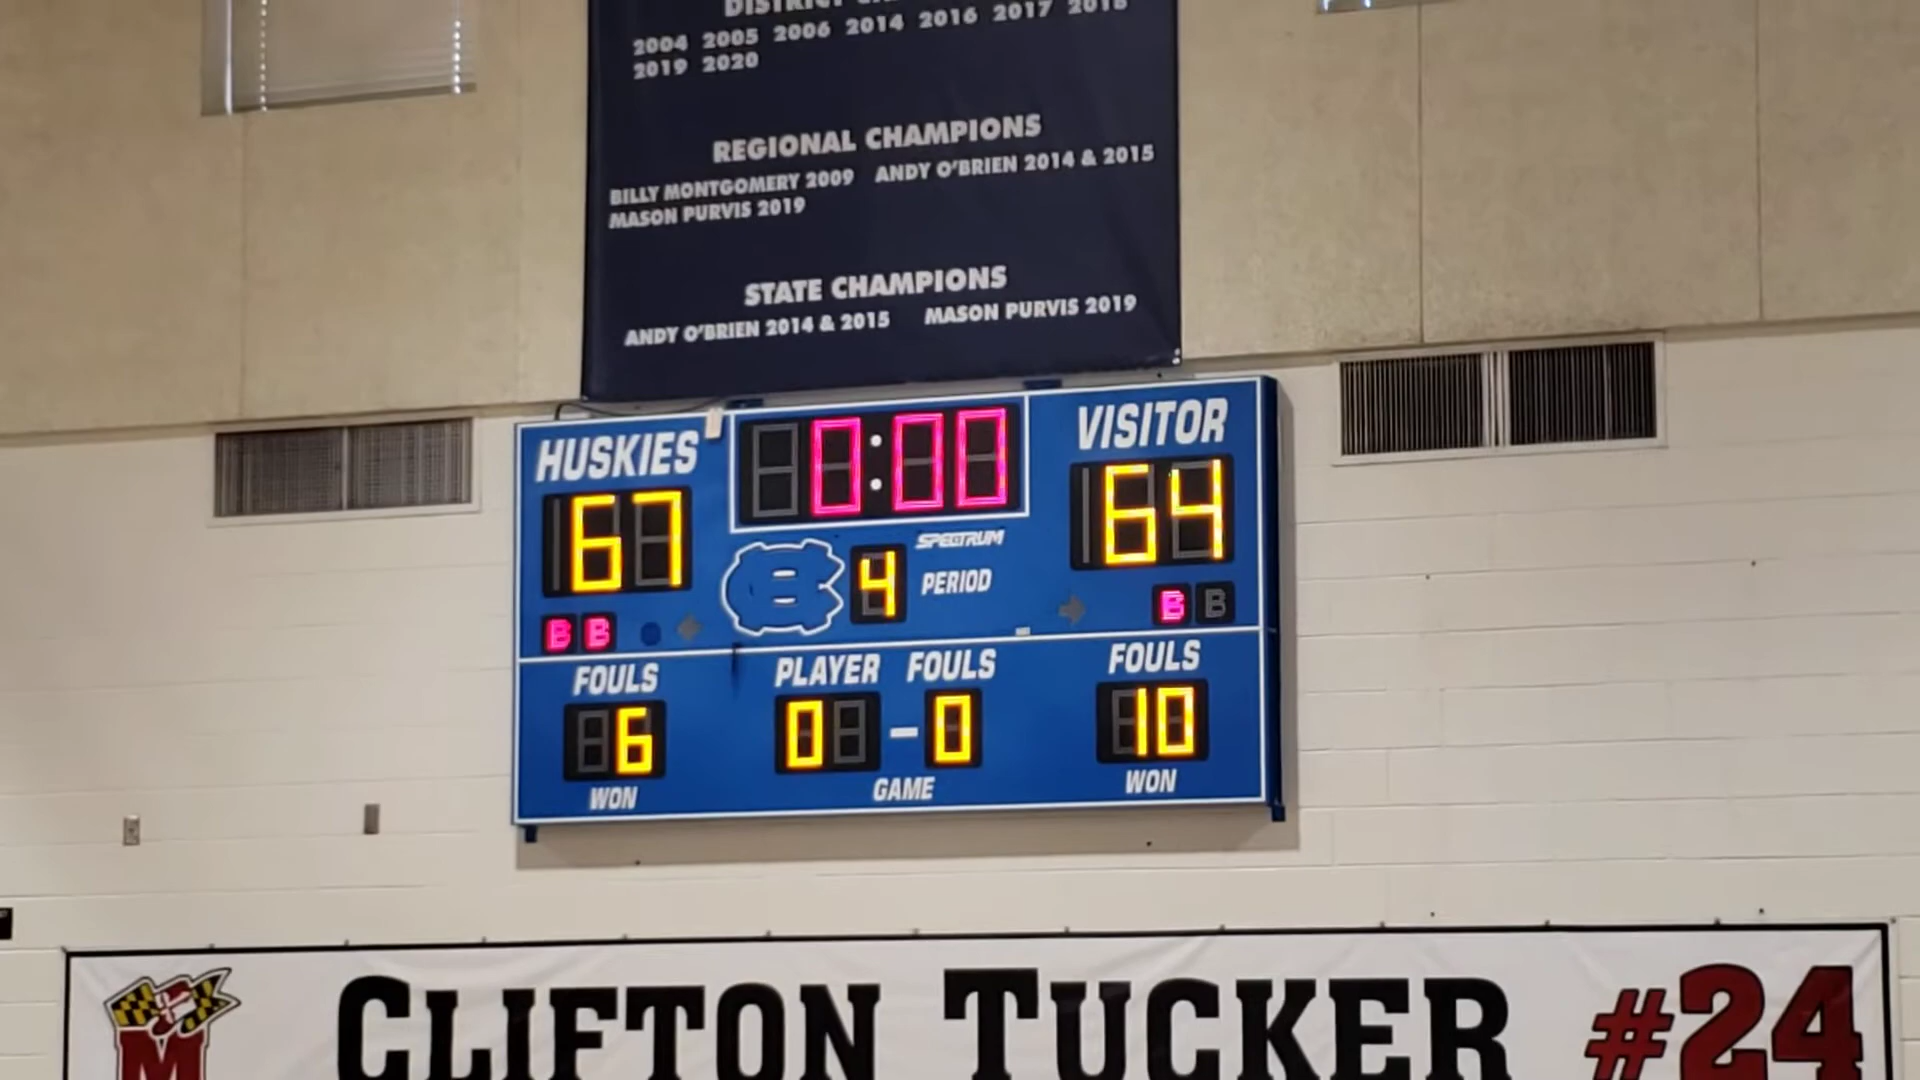 DISTRICT
2004 2005 2006 2014 2016 2017 2018
2019 2020
REGIONAL CHAMPIONS
BILLY MONTGOMERY 2009 ANDY O'BRIEN 2014 & 2015
MASON PURVIS 2019
STATE CHAMPIONS
ANDY O'BRIEN 2014 & 2015 MASON PURVIS 2019
HUSKIES 0:00 VISITOR
67 64
SPECTRUM
4 PERIOD
B B B B
FOULS PLAYER FOULS FOULS
6 0 - 0 10
WON GAME WON
CLIFTON TUCKER #24
M